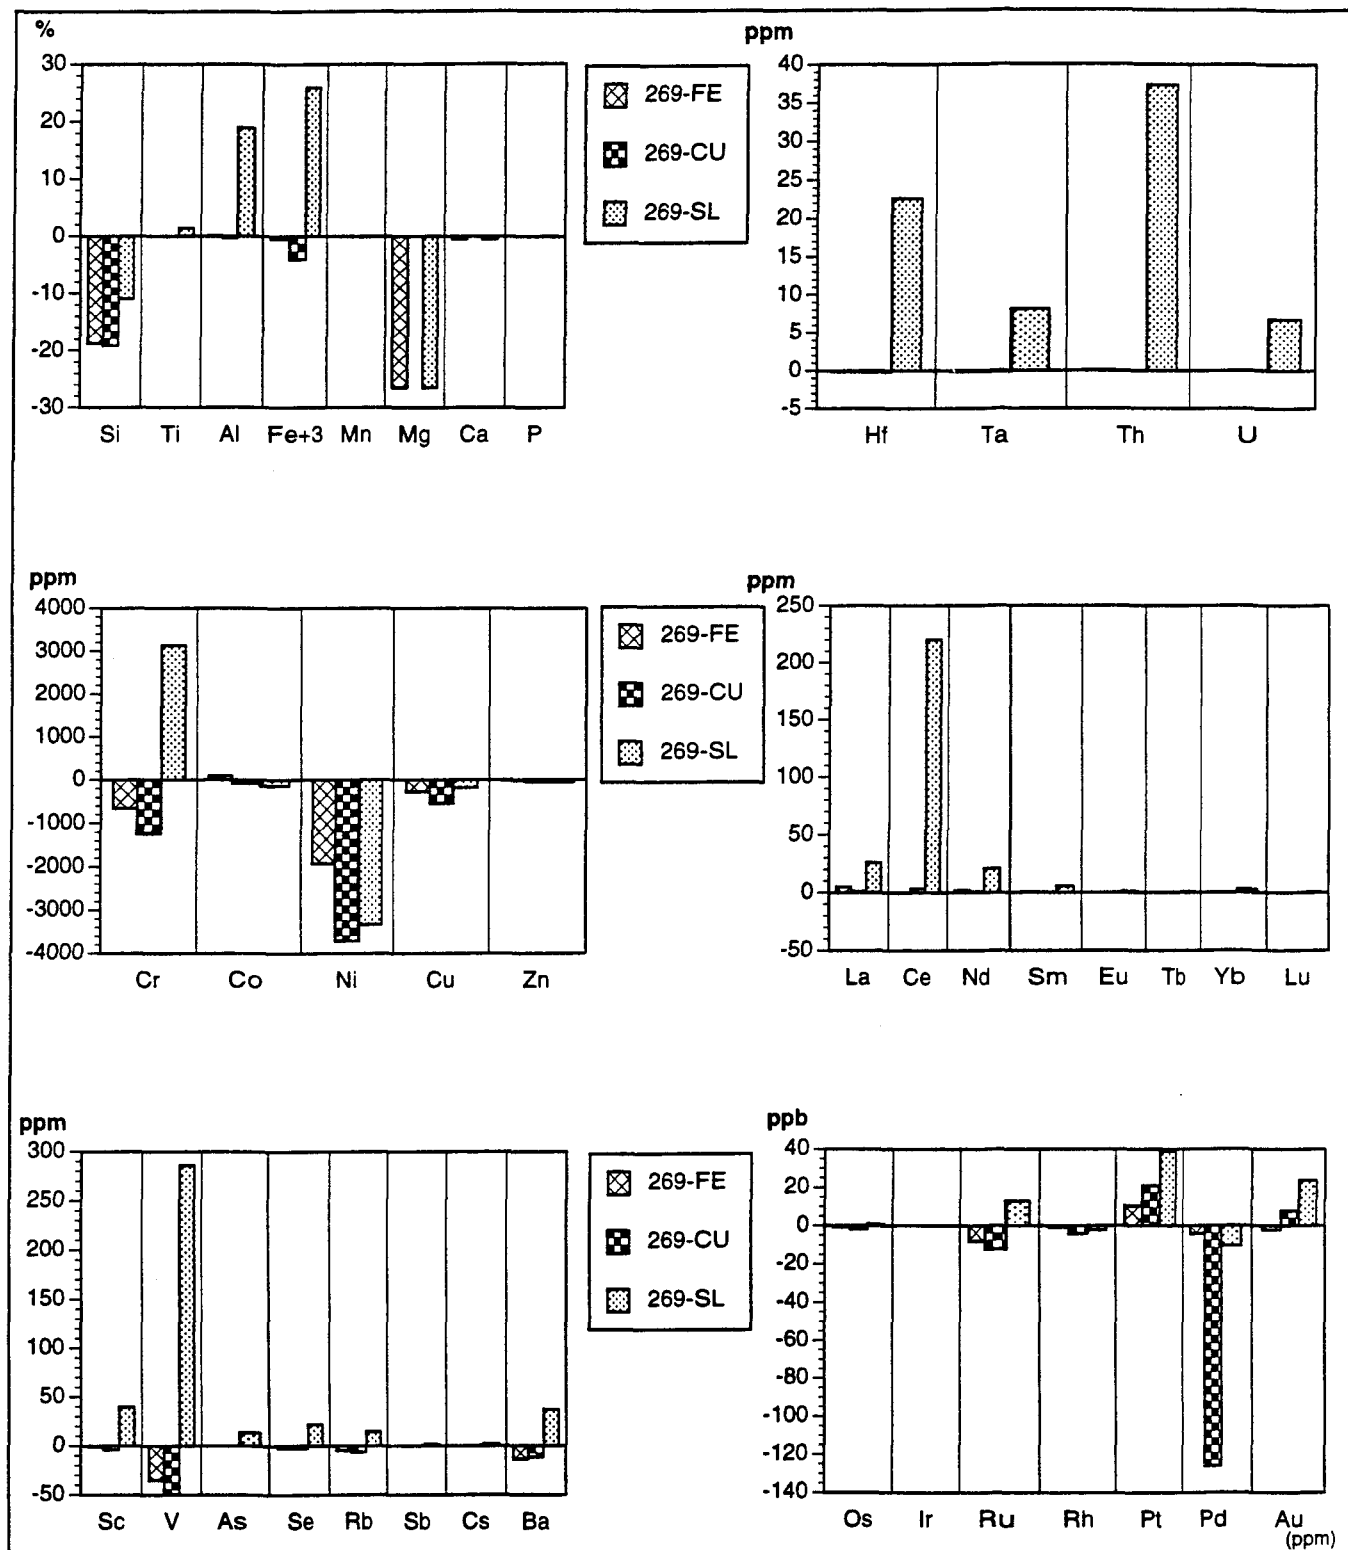 %
30
20
10
0
-10
-20
-30
Si Ti Al Fe+3 Mn Mg Ca P
269-FE
269-CU
269-SL
ppm
40
35
30
25
20
15
10
5
0
-5
Hf Ta Th U
ppm
4000
3000
2000
1000
0
-1000
-2000
-3000
-4000
Cr Co Ni Cu Zn
269-FE
269-CU
269-SL
ppm
250
200
150
100
50
0
-50
La Ce Nd Sm Eu Tb Yb Lu
ppm
300
250
200
150
100
50
0
-50
Sc V As Se Rb Sb Cs Ba
269-FE
269-CU
269-SL
ppb
40
20
0
-20
-40
-60
-80
-100
-120
-140
Os Ir Ru Rh Pt Pd Au
(ppm)